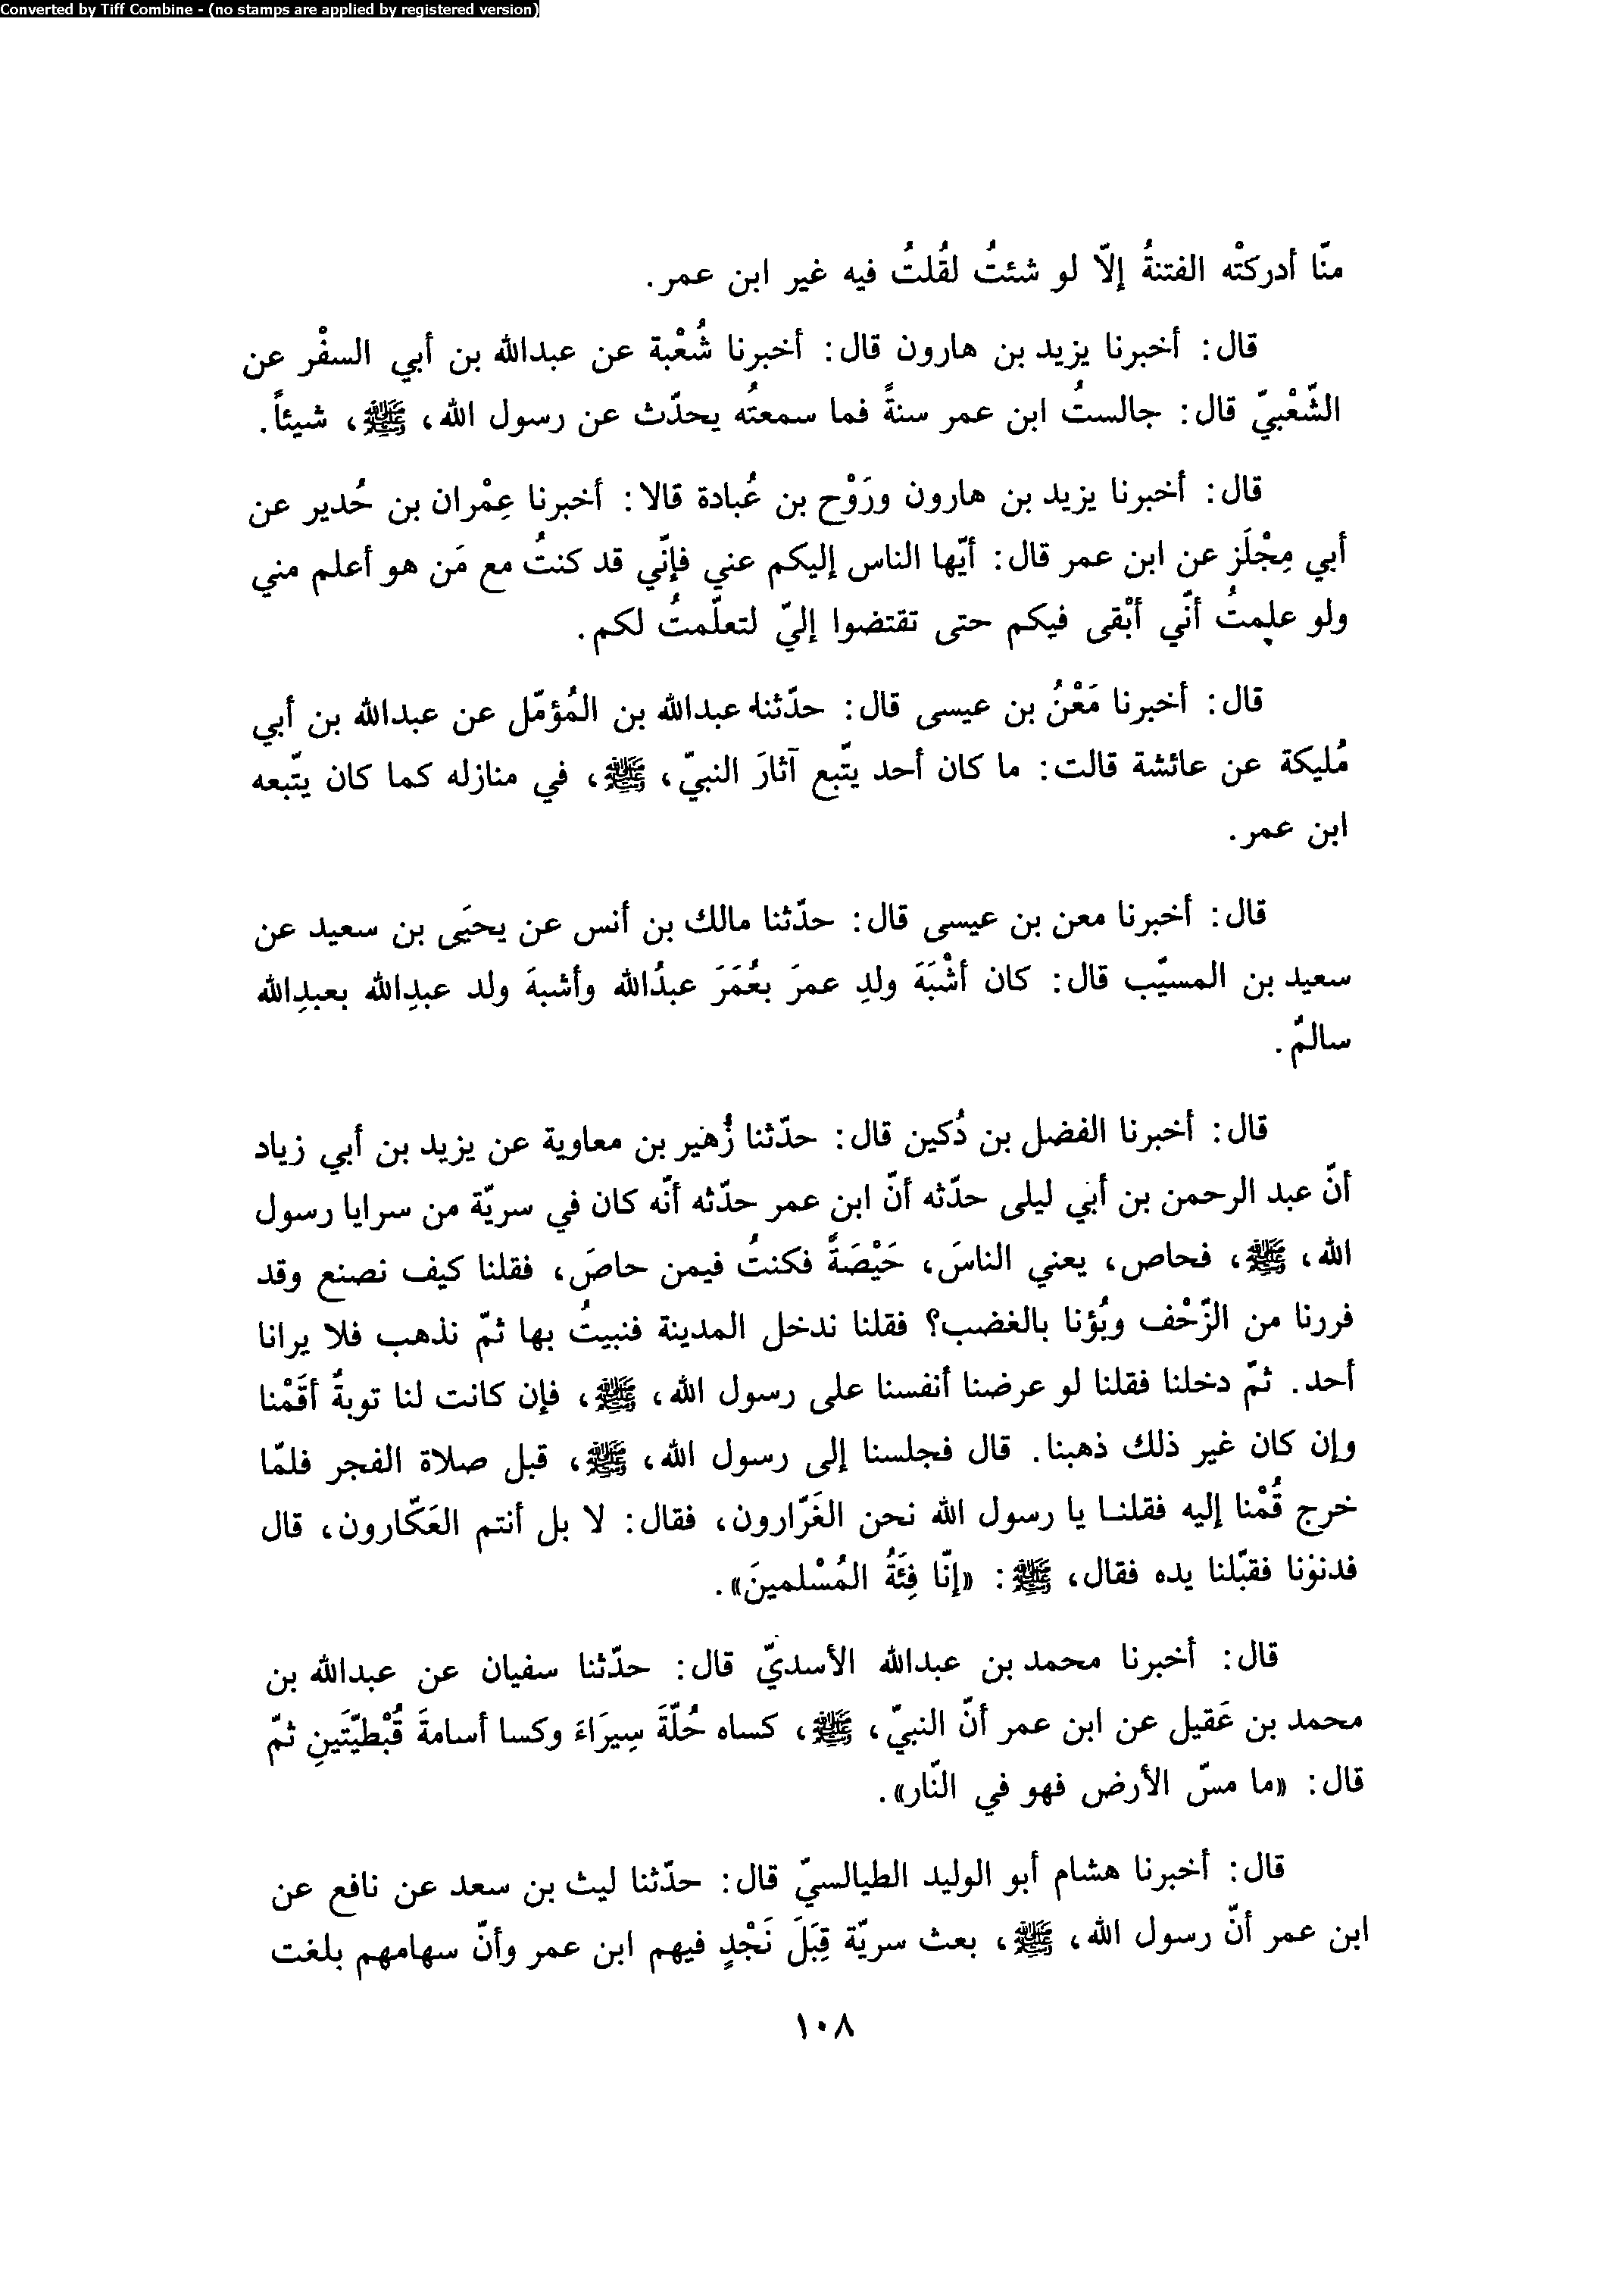 Converted by Tiff Combine - (no stamps are applied by registered version)
منّا أدركتْه الفتنةُ إلّا لو شئتُ لقُلتُ فيه غير ابن عمر.
قال: أخبرنا يزيد بن هارون قال: أخبرنا شُعْبة عن عبدالله بن أبي السفْر عن
الشّعْبيّ قال: جالستُ ابن عمر سنةً فما سمعتُه يحدّث عن رسول الله، ﷺ، شيئاً.
قال: أخبرنا يزيد بن هارون ورَوْح بن عُبادة قالا: أخبرنا عِمْران بن حُدير عن
أبي مِجْلَز عن ابن عمر قال: أيّها الناس إليكم عني فإنّي قد كنتُ مع مَن هو أعلم مني
ولو علِمتُ أنّي أبْقى فيكم حتى تقتضوا إليّ لتعلّمتُ لكم.
قال: أخبرنا مَعْنُ بن عيسى قال: حدّثنا عبدالله بن المُؤمّل عن عبدالله بن أبي
مُليكة عن عائشة قالت: ما كان أحد يتّبع آثارَ النبيّ، ﷺ، في منازله كما كان يتّبعه
ابن عمر.
قال: أخبرنا معن بن عيسى قال: حدّثنا مالك بن أنس عن يحيَى بن سعيد عن
سعيد بن المسيّب قال: كان أشْبَهَ ولدِ عمرَ بعُمَرَ عبدُالله وأشبهَ ولد عبدِالله بعبدِالله
سالمٌ.
قال: أخبرنا الفضل بن دُكين قال: حدّثنا زُهير بن معاوية عن يزيد بن أبي زياد
أنّ عبد الرحمن بن أبي ليلى حدّثه أنّ ابن عمر حدّثه أنّه كان في سريّة من سرايا رسول
الله، ﷺ، فحاص، يعني الناسَ، حَيْصَةً فكنتُ فيمن حاصَ، فقلنا كيف نصنع وقد
فررنا من الزّحْف وبُؤنا بالغضب؟ فقلنا ندخل المدينة فنبيتُ بها ثمّ نذهب فلا يرانا
أحد. ثمّ دخلنا فقلنا لو عرضنا أنفسنا على رسول الله، ﷺ، فإن كانت لنا توبةٌ أقَمْنا
وإن كان غير ذلك ذهبنا. قال فجلسنا إلى رسول الله، ﷺ، قبل صلاة الفجر فلمّا
خرج قُمْنا إليه فقلنا يا رسول الله نحن الغَرّارون، فقال: لا بل أنتم العَكّارون، قال
فدنوْنا فقبّلنا يده فقال، ﷺ: «إنّا فِئَةُ المُسْلمينَ».
قال: أخبرنا محمد بن عبدالله الأسديّ قال: حدّثنا سفيان عن عبدالله بن
محمد بن عَقيل عن ابن عمر أنّ النبيّ، ﷺ، كساه حُلّةَ سِيرَاءَ وكسا أسامةَ قُبْطيّتَينِ ثمّ
قال: «ما مسّ الأرض فهو في النّار».
قال: أخبرنا هشام أبو الوليد الطيالسيّ قال: حدّثنا ليث بن سعد عن نافع عن
ابن عمر أنّ رسول الله، ﷺ، بعث سريّة قِبَلَ نَجْدٍ فيهم ابن عمر وأنّ سهامهم بلغت
١٠٨